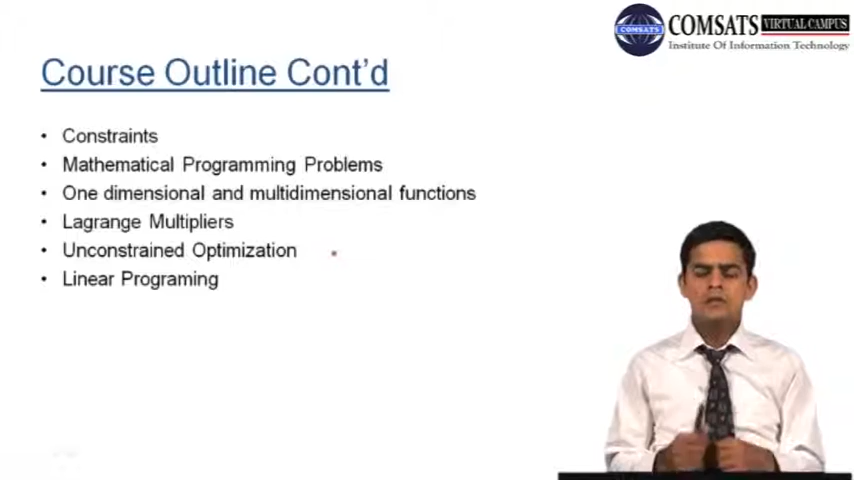 COMSATS VIRTUAL CAMPUS
COMSATS
Institute Of Information Technology
Course Outline Cont'd
• Constraints
• Mathematical Programming Problems
• One dimensional and multidimensional functions
• Lagrange Multipliers
• Unconstrained Optimization
• Linear Programing